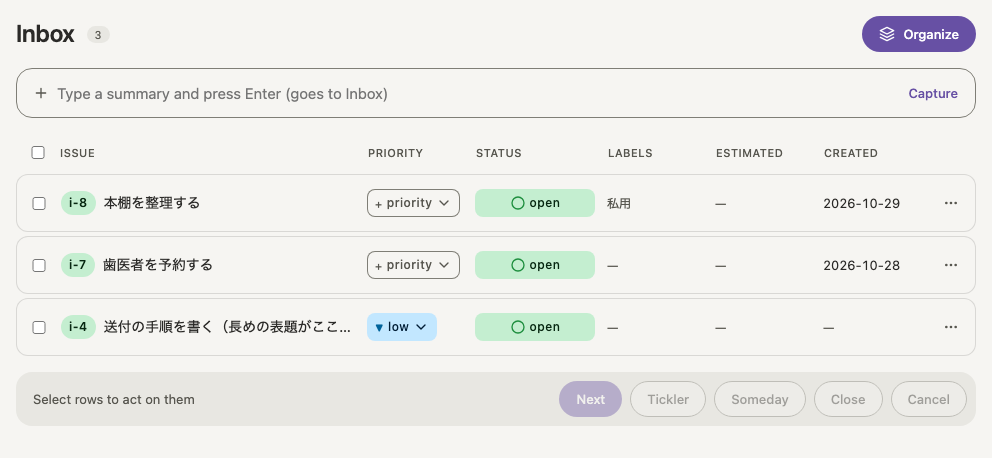 Inbox 3
Organize
+ Type a summary and press Enter (goes to Inbox)
Capture
ISSUE PRIORITY STATUS LABELS ESTIMATED CREATED
i-8 本棚を整理する + priority open 私用 — 2026-10-29 ...
i-7 歯医者を予約する + priority open — — 2026-10-28 ...
i-4 送付の手順を書く（長めの表題がここ... low open — — — ...
Select rows to act on them
Next Tickler Someday Close Cancel